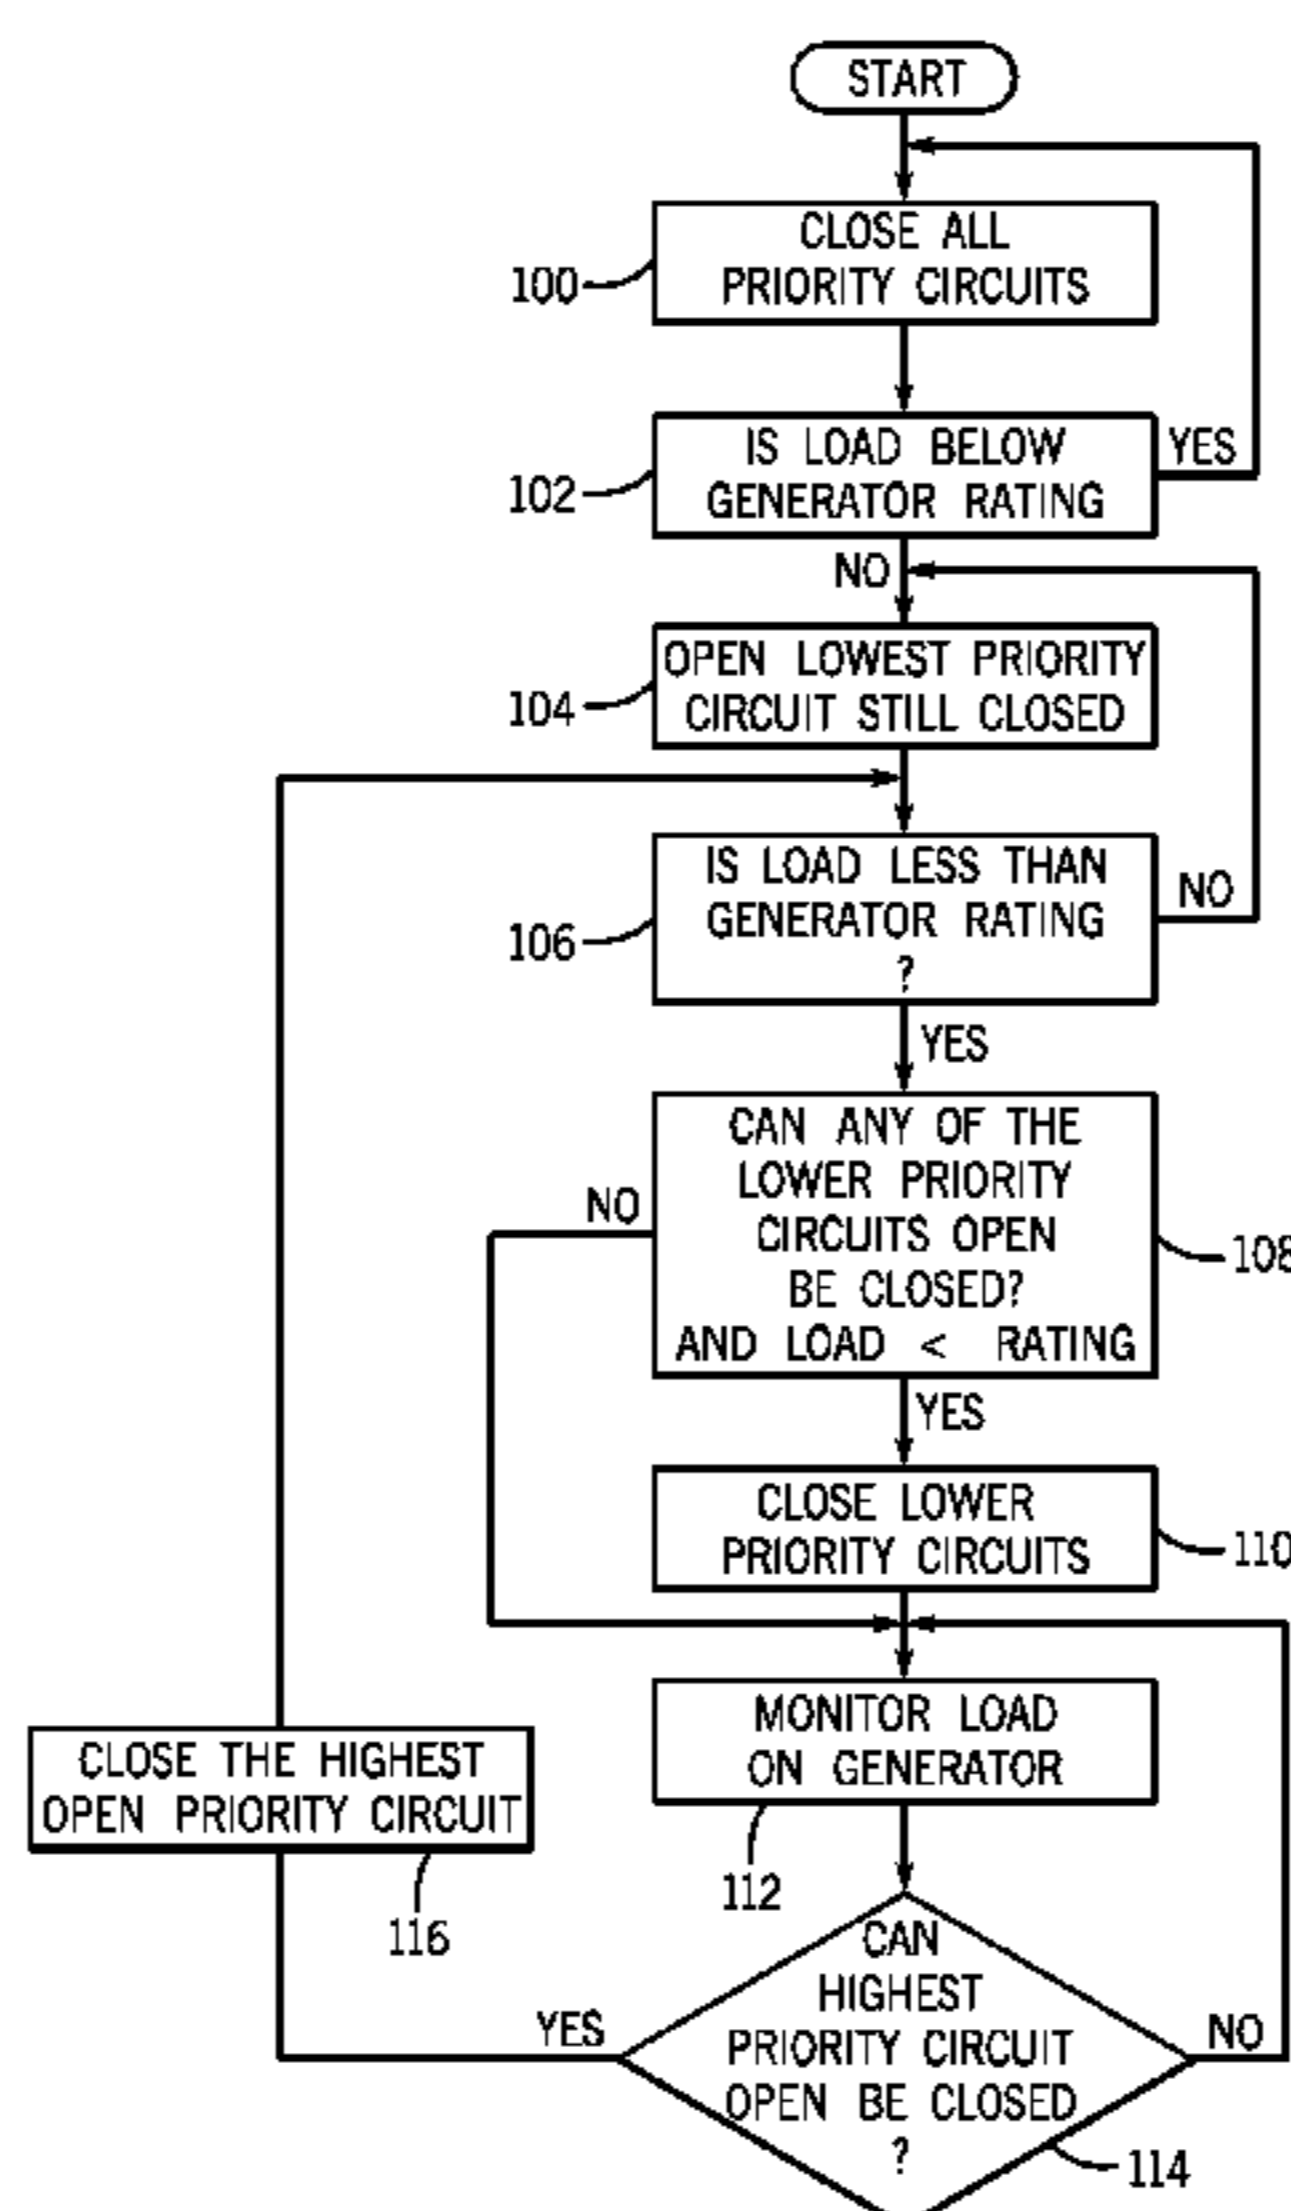 START
CLOSE ALL
PRIORITY CIRCUITS
100
IS LOAD BELOW
GENERATOR RATING
YES
102
NO
OPEN LOWEST PRIORITY
CIRCUIT STILL CLOSED
104
IS LOAD LESS THAN
GENERATOR RATING
?
NO
106
YES
CAN ANY OF THE
LOWER PRIORITY
CIRCUITS OPEN
BE CLOSED?
AND LOAD < RATING
NO
108
YES
CLOSE LOWER
PRIORITY CIRCUITS
110
MONITOR LOAD
ON GENERATOR
112
CLOSE THE HIGHEST
OPEN PRIORITY CIRCUIT
116
CAN
HIGHEST
PRIORITY CIRCUIT
OPEN BE CLOSED
?
YES
NO
114